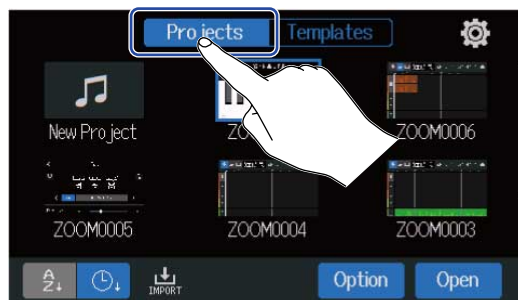 Projects Templates
New Project ZOOM0006
ZOOM0005 ZOOM0004 ZOOM0003
A Z IMPORT Option Open